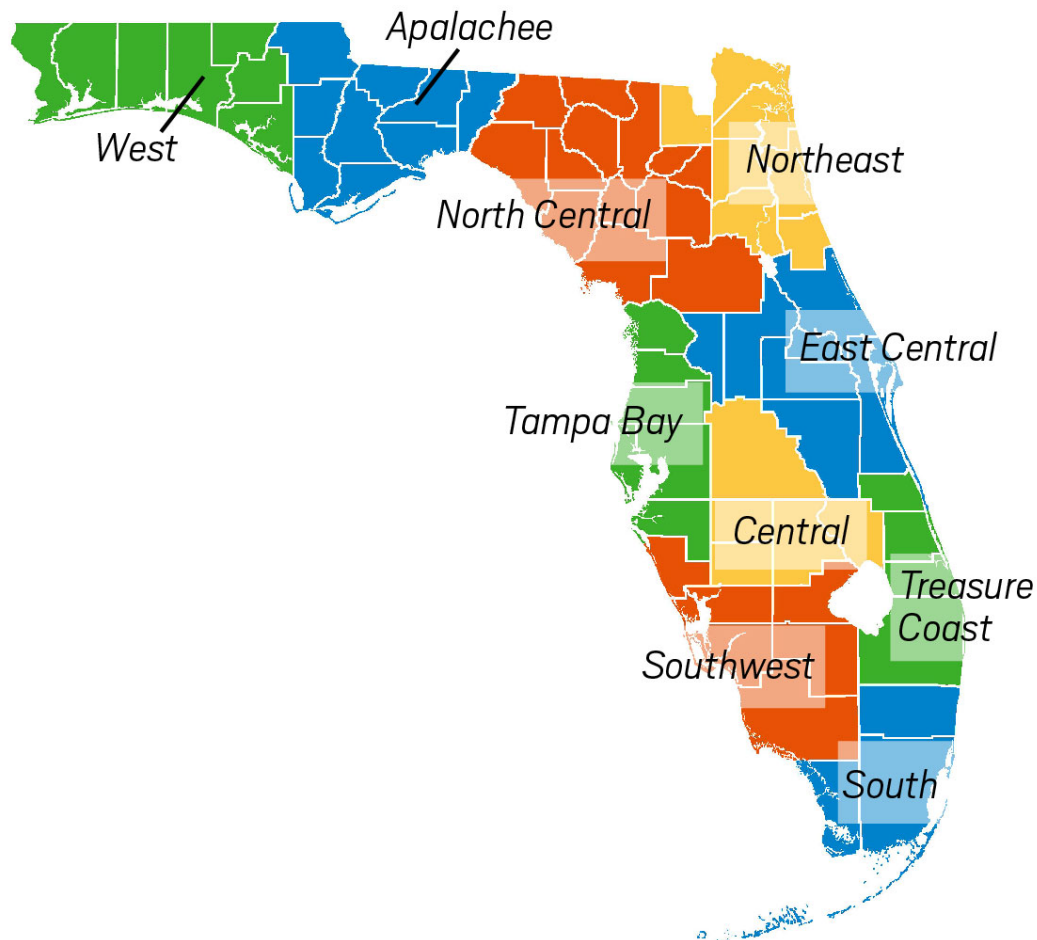 Apalachee
West
Northeast
North Central
East Central
Tampa Bay
Central
Treasure
Coast
Southwest
South